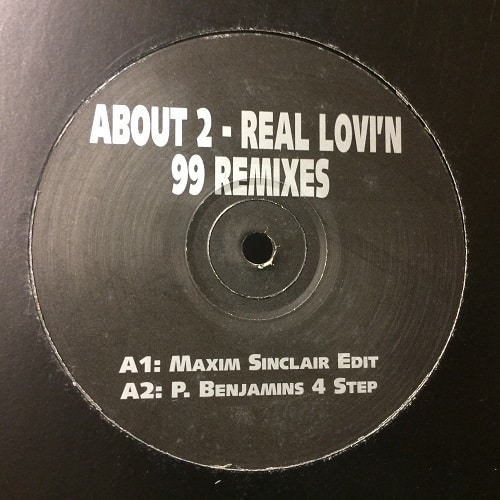 ABOUT 2 - REAL LOVI'N
99 REMIXES
A1: MAXIM SINCLAIR EDIT
A2: P. BENJAMINS 4 STEP